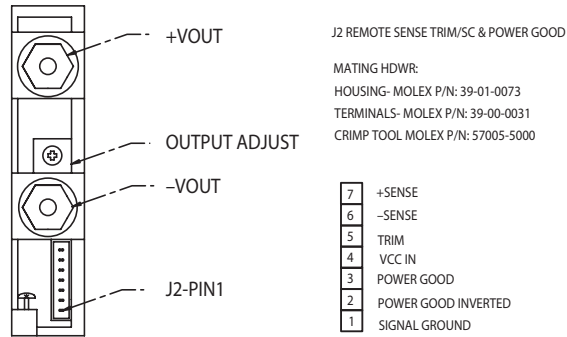 +VOUT
OUTPUT ADJUST
–VOUT
J2-PIN1
J2 REMOTE SENSE TRIM/SC & POWER GOOD
MATING HDWR:
HOUSING- MOLEX P/N: 39-01-0073
TERMINALS- MOLEX P/N: 39-00-0031
CRIMP TOOL MOLEX P/N: 57005-5000
7 +SENSE
6 –SENSE
5 TRIM
4 VCC IN
3 POWER GOOD
2 POWER GOOD INVERTED
1 SIGNAL GROUND